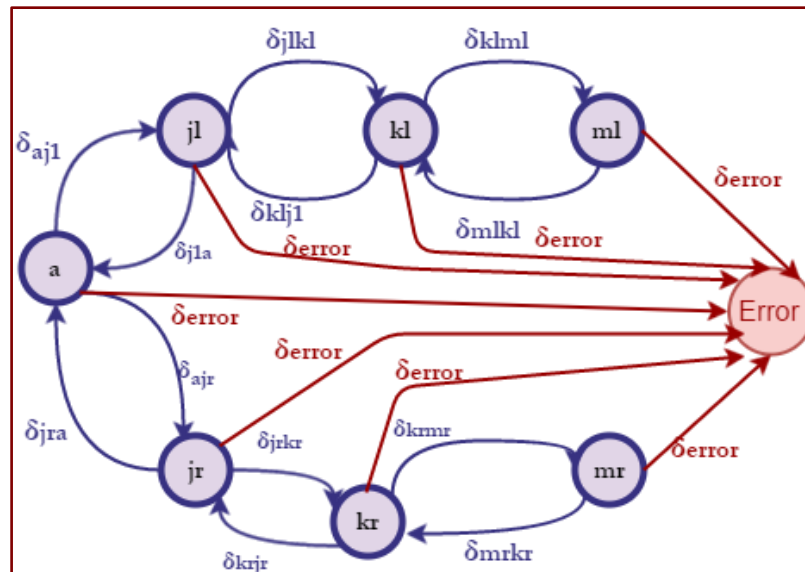 δjlkl
δklml
jl
kl
ml
δaj1
δerror
δklj1
δmlkl
δj1a
δerror
δerror
a
Error
δerror
δerror
δajr
δerror
δjra
δjrkr
δkrmr
jr
mr
δerror
kr
δkrjr
δmrkr